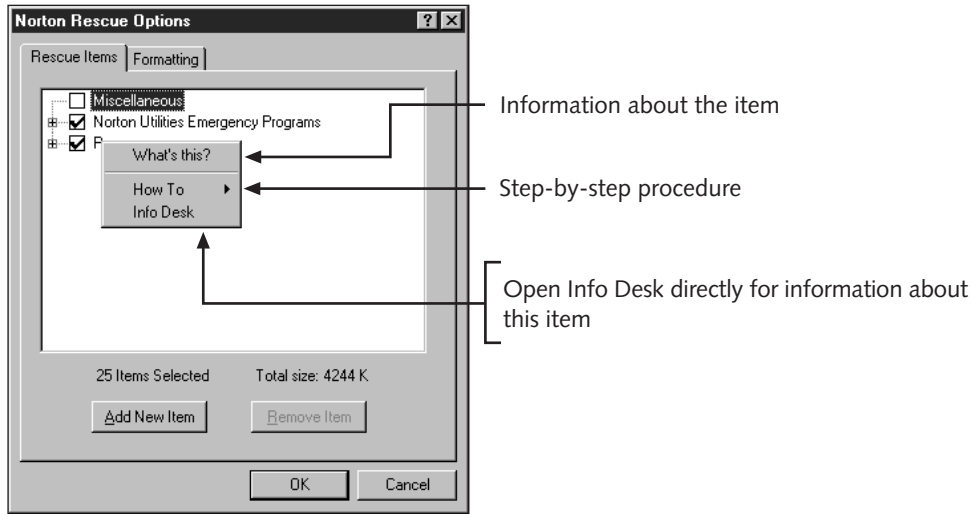 Norton Rescue Options
Rescue Items
Formatting
Miscellaneous
Norton Utilities Emergency Programs
What's this?
How To
Info Desk
25 Items Selected
Total size: 4244 K
Add New Item
Remove Item
OK
Cancel
Information about the item
Step-by-step procedure
Open Info Desk directly for information about
this item